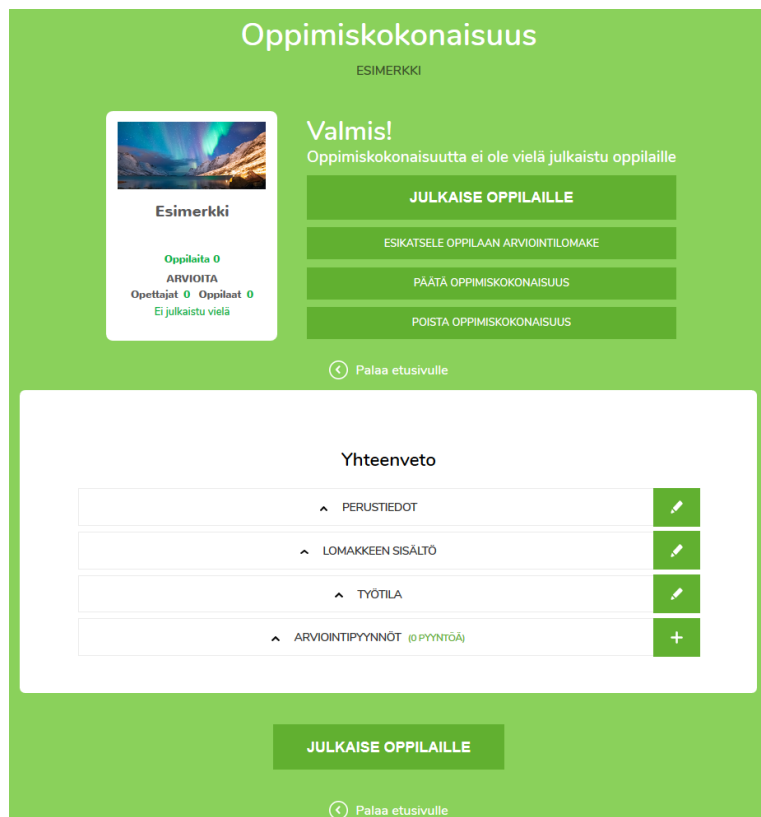 Oppimiskokonaisuus
ESIMERKKI
Esimerkki
Oppilaita 0
ARVIOITA
Opettajat 0 Oppilaat 0
Ei julkaistu vielä
Valmis!
Oppimiskokonaisuutta ei ole vielä julkaistu oppilaille
JULKAISE OPPILAILLE
ESIKATSELE OPPILAAN ARVIOINTILOMAKE
PÄÄTÄ OPPIMISKOKONAISUUS
POISTA OPPIMISKOKONAISUUS
Palaa etusivulle
Yhteenveto
PERUSTIEDOT
LOMAKKEEN SISÄLTÖ
TYÖTILA
ARVIOINTIPYYNNÖT (0 PYYNTÖÄ)
JULKAISE OPPILAILLE
Palaa etusivulle